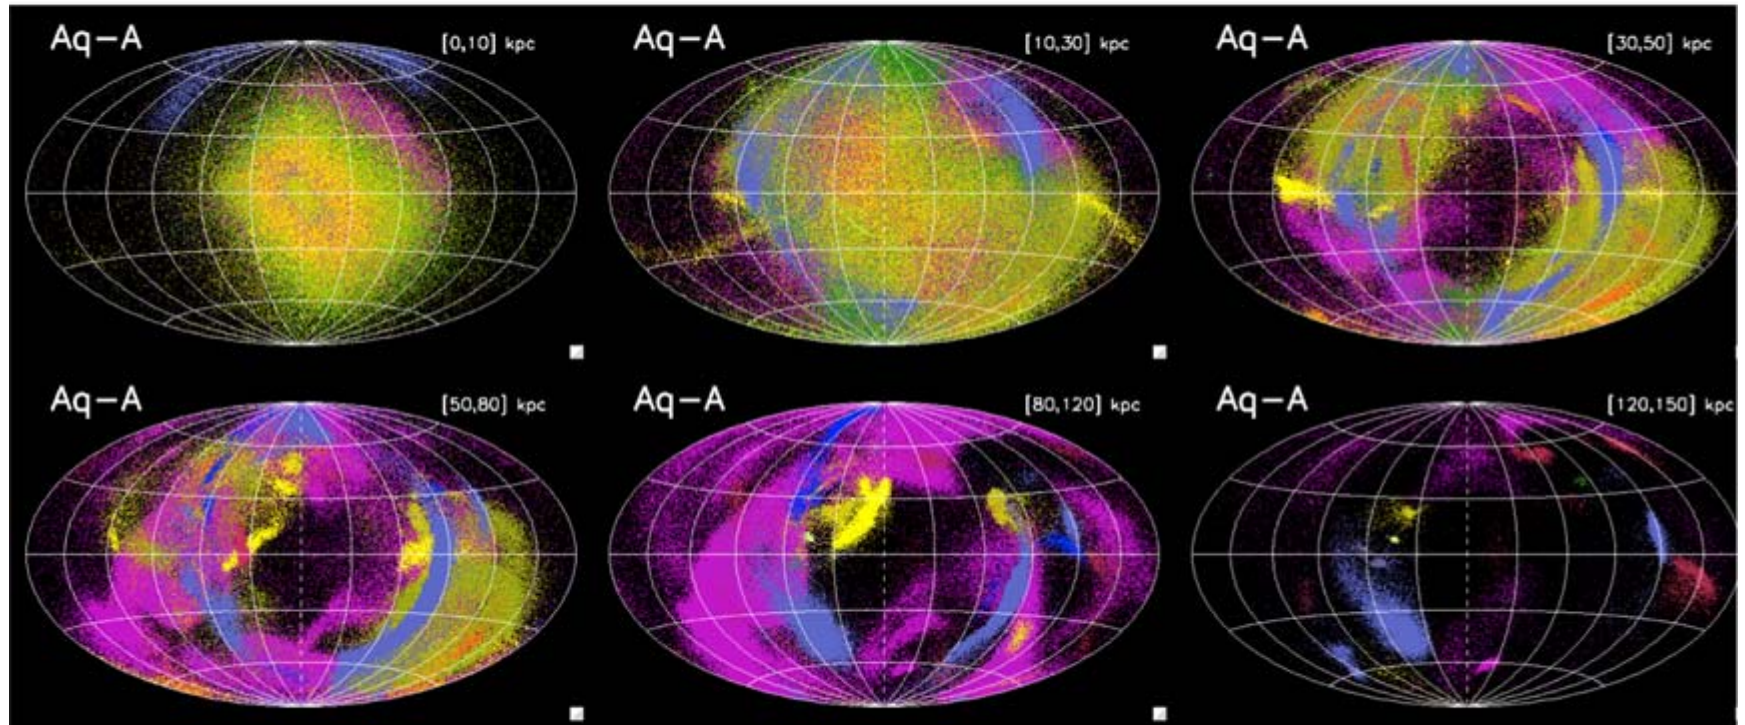 Aq-A [0,10] kpc
Aq-A [10,30] kpc
Aq-A [30,50] kpc
Aq-A [50,80] kpc
Aq-A [80,120] kpc
Aq-A [120,150] kpc